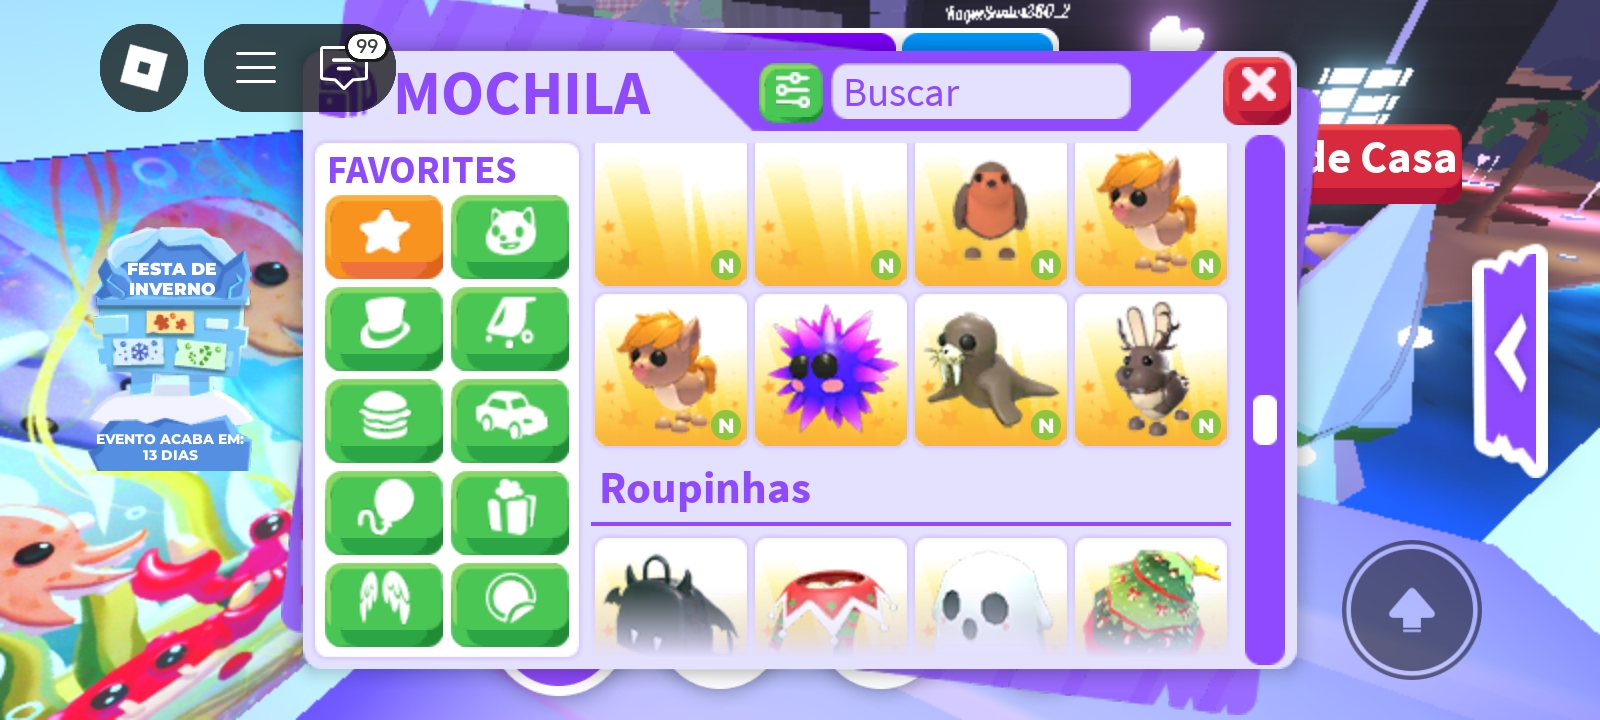 99
MOCHILA
Buscar
de Casa
FAVORITES
N
N
N
N
N
N
N
FESTA DE
INVERNO
EVENTO ACABA EM:
13 DIAS
Roupinhas